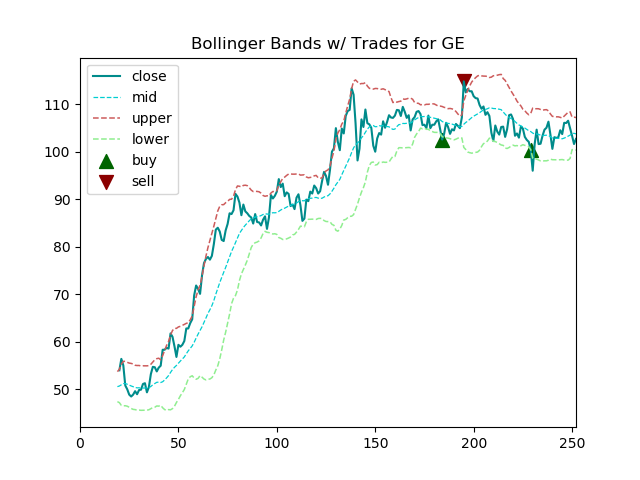 Bollinger Bands w/ Trades for GE
close
mid
upper
lower
buy
sell
110
100
90
80
70
60
50
0 50 100 150 200 250